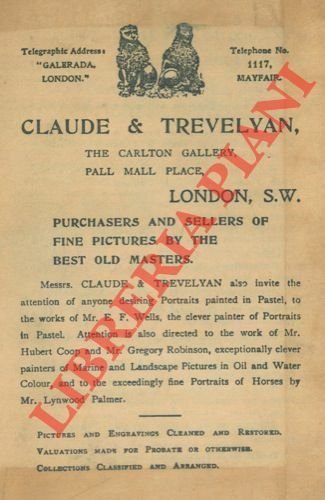 Telegraphic Address:
"GALERADA,
LONDON."
Telephone No.
1117,
MAYFAIR.
CLAUDE & TREVELYAN,
THE CARLTON GALLERY,
PALL MALL PLACE,
LONDON, S.W.
PURCHASERS AND SELLERS OF
FINE PICTURES BY THE
BEST OLD MASTERS.
Messrs. CLAUDE & TREVELYAN also invite the
attention of anyone desiring Portraits painted in Pastel, to
the works of Mr. E. F. Wells, the clever painter of Portraits
in Pastel. Attention is also directed to the work of Mr.
Hubert Coop and Mr. Gregory Robinson, exceptionally clever
painters of Marine and Landscape Pictures in Oil and Water
Colour, and to the exceedingly fine Portraits of Horses by
Mr. Lynwood Palmer.
Pictures and Engravings Cleaned and Restored.
Valuations made for Probate or otherwise.
Collections Classified and Arranged.
LIBRERIA PIANI